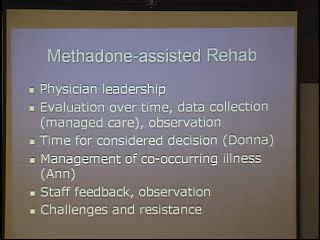 Methadone-assisted Rehab
Physician leadership
Evaluation over time, data collection
(managed care), observation
Time for considered decision (Donna)
Management of co-occurring illness
(Ann)
Staff feedback, observation
Challenges and resistance